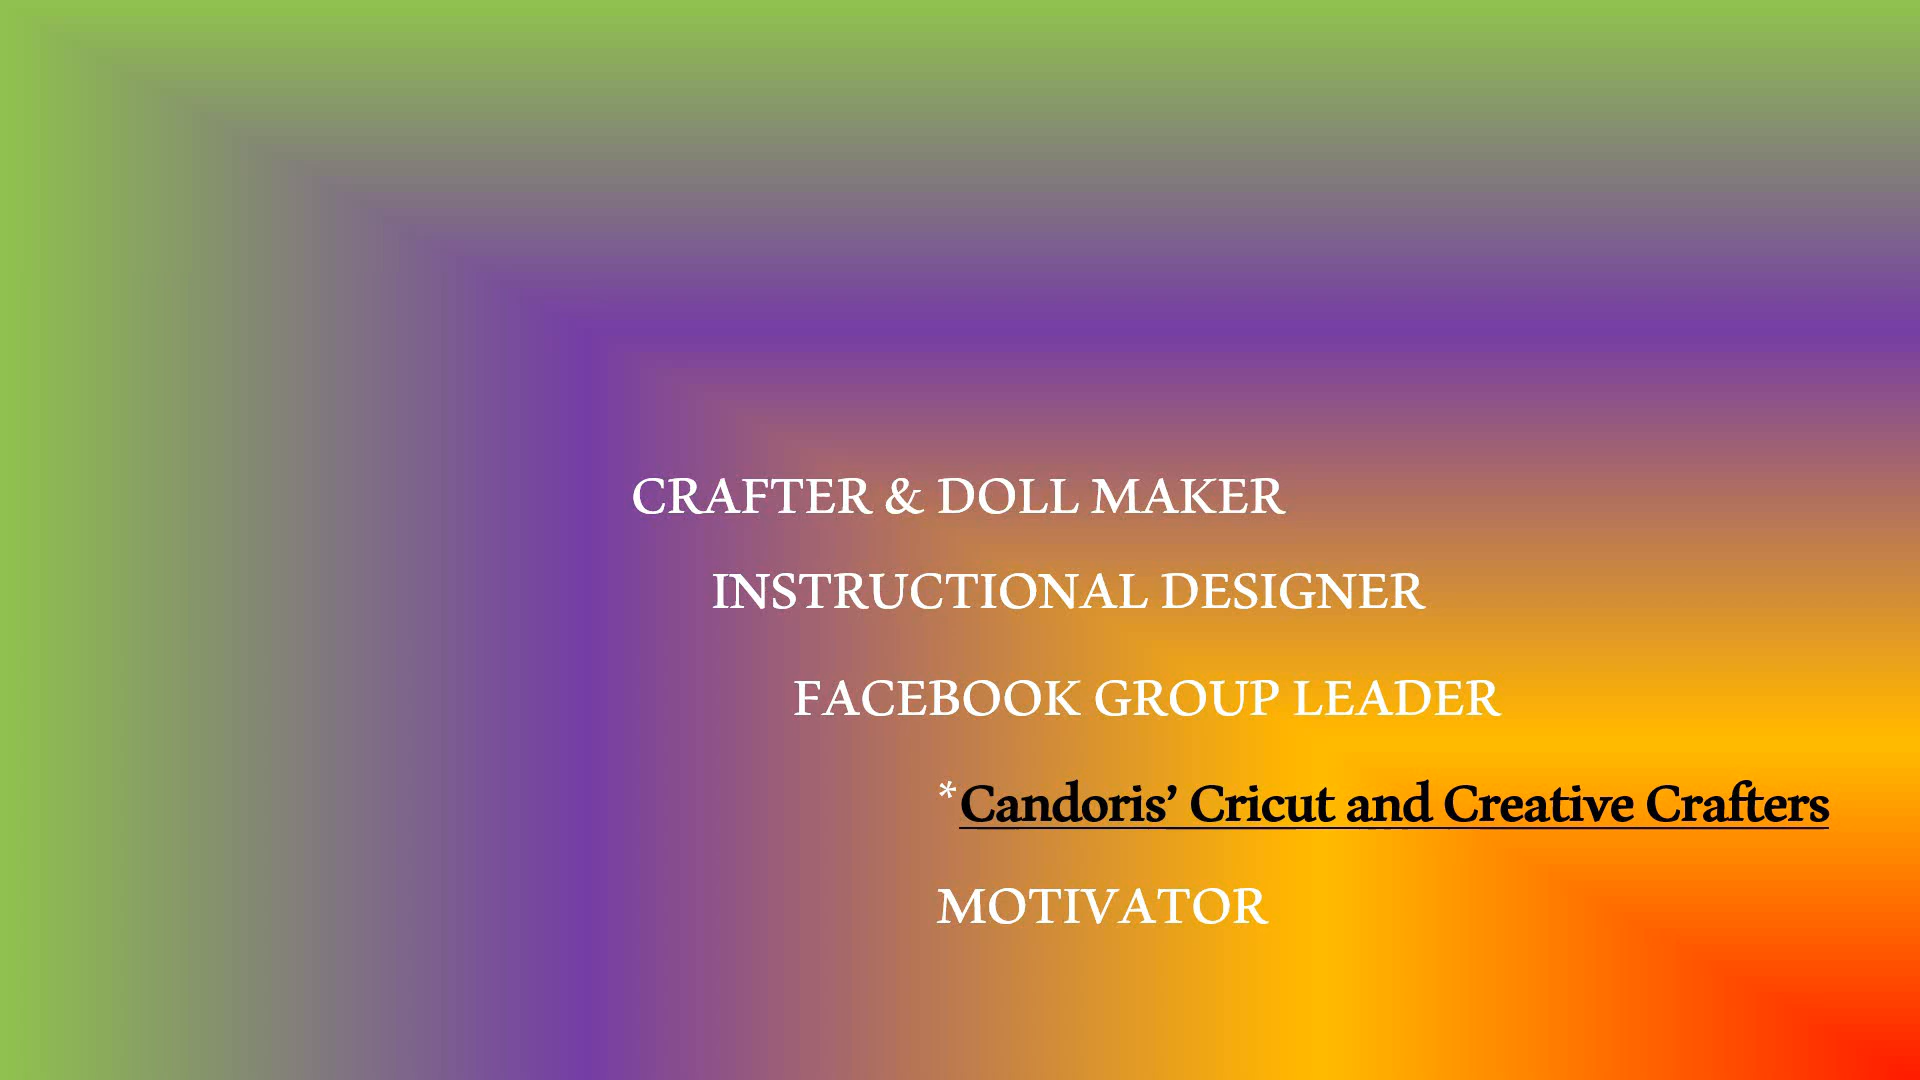 CRAFTER & DOLL MAKER
INSTRUCTIONAL DESIGNER
FACEBOOK GROUP LEADER
*Candoris’ Cricut and Creative Crafters
MOTIVATOR